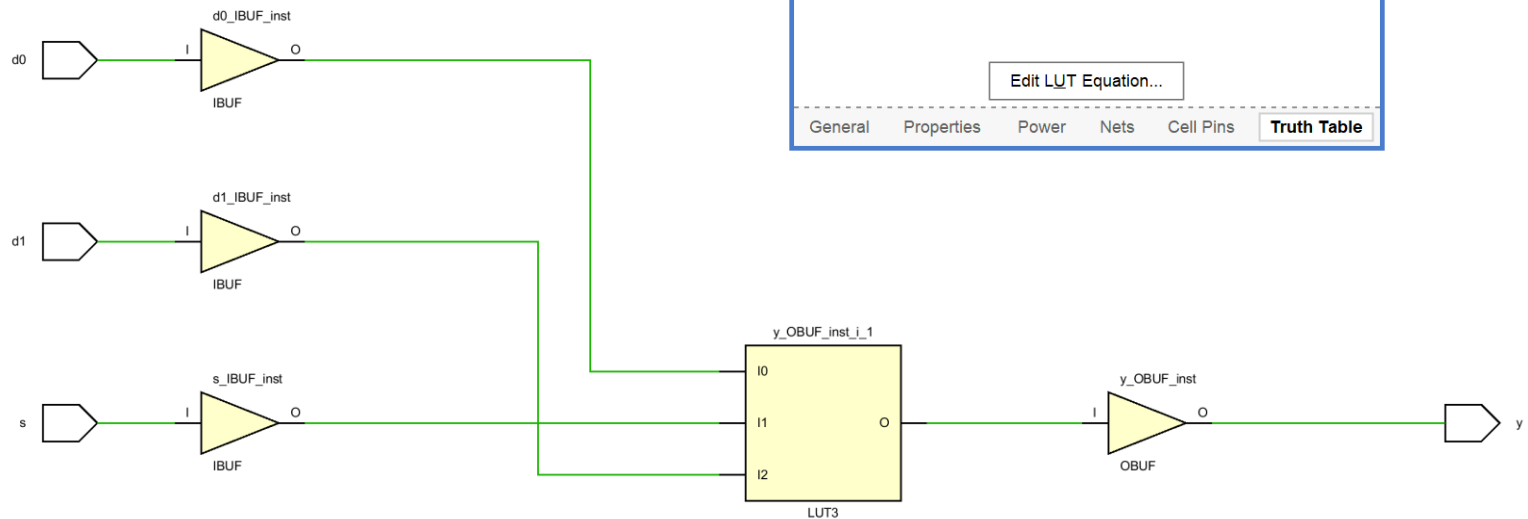 d0_IBUF_inst
d0
I
O
IBUF
Edit LUT Equation...
General Properties Power Nets Cell Pins Truth Table
d1_IBUF_inst
d1
I
O
IBUF
s_IBUF_inst
s
I
O
IBUF
y_OBUF_inst_i_1
I0
I1
I2
O
LUT3
y_OBUF_inst
I
O
OBUF
y